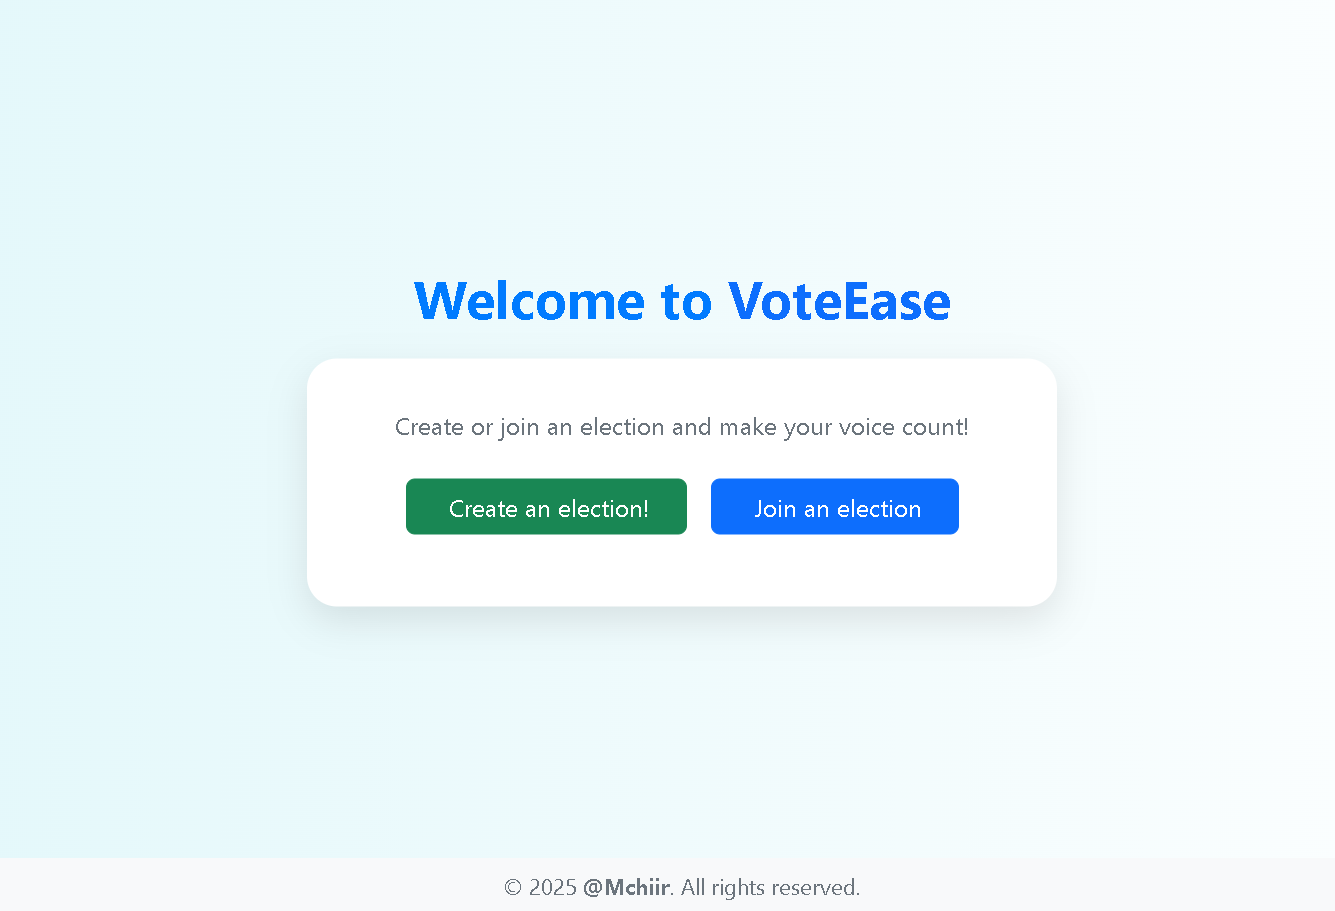 Welcome to VoteEase
Create or join an election and make your voice count!
Create an election!
Join an election
© 2025 @Mchiir. All rights reserved.